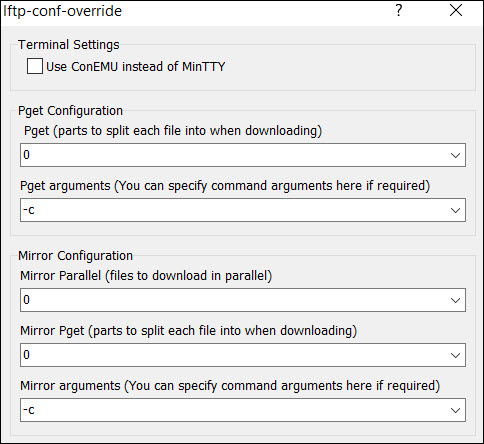 lftp-conf-override
?
Terminal Settings
Use ConEMU instead of MinTTY
Pget Configuration
Pget (parts to split each file into when downloading)
0
Pget arguments (You can specify command arguments here if required)
-c
Mirror Configuration
Mirror Parallel (files to download in parallel)
0
Mirror Pget (parts to split each file into when downloading)
0
Mirror arguments (You can specify command arguments here if required)
-c